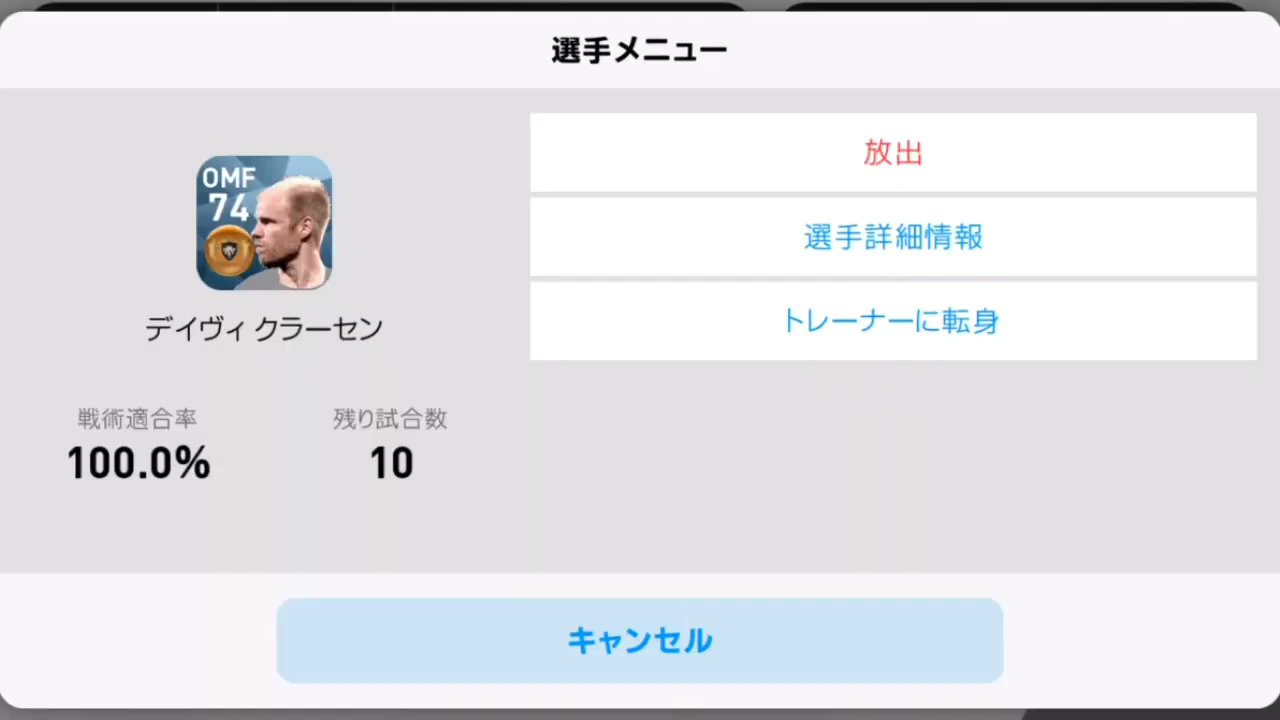 選手メニュー
OMF
74
デイヴィ クラーセン
戦術適合率
残り試合数
100.0%
10
放出
選手詳細情報
トレーナーに転身
キャンセル